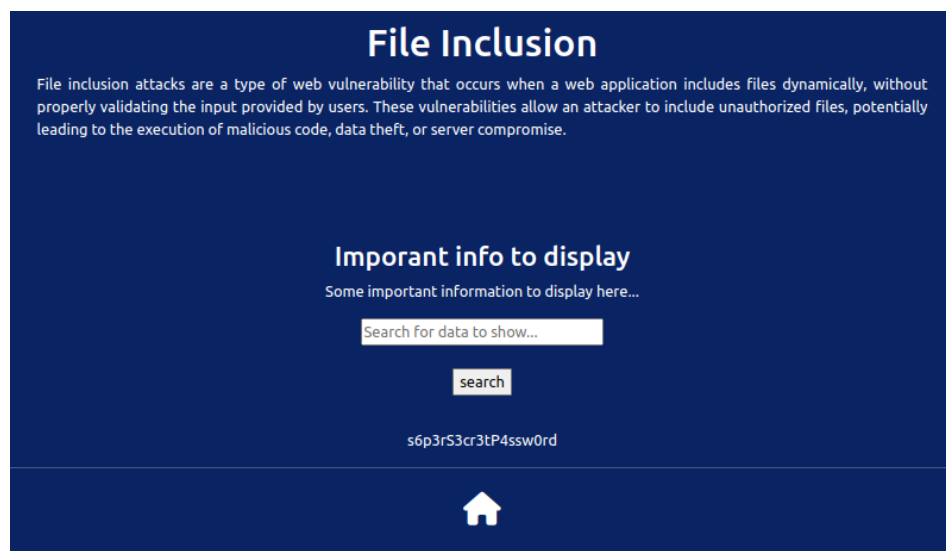 File Inclusion
File inclusion attacks are a type of web vulnerability that occurs when a web application includes files dynamically, without
properly validating the input provided by users. These vulnerabilities allow an attacker to include unauthorized files, potentially
leading to the execution of malicious code, data theft, or server compromise.
Imporant info to display
Some important information to display here...
Search for data to show...
search
s6p3rS3cr3tP4ssw0rd